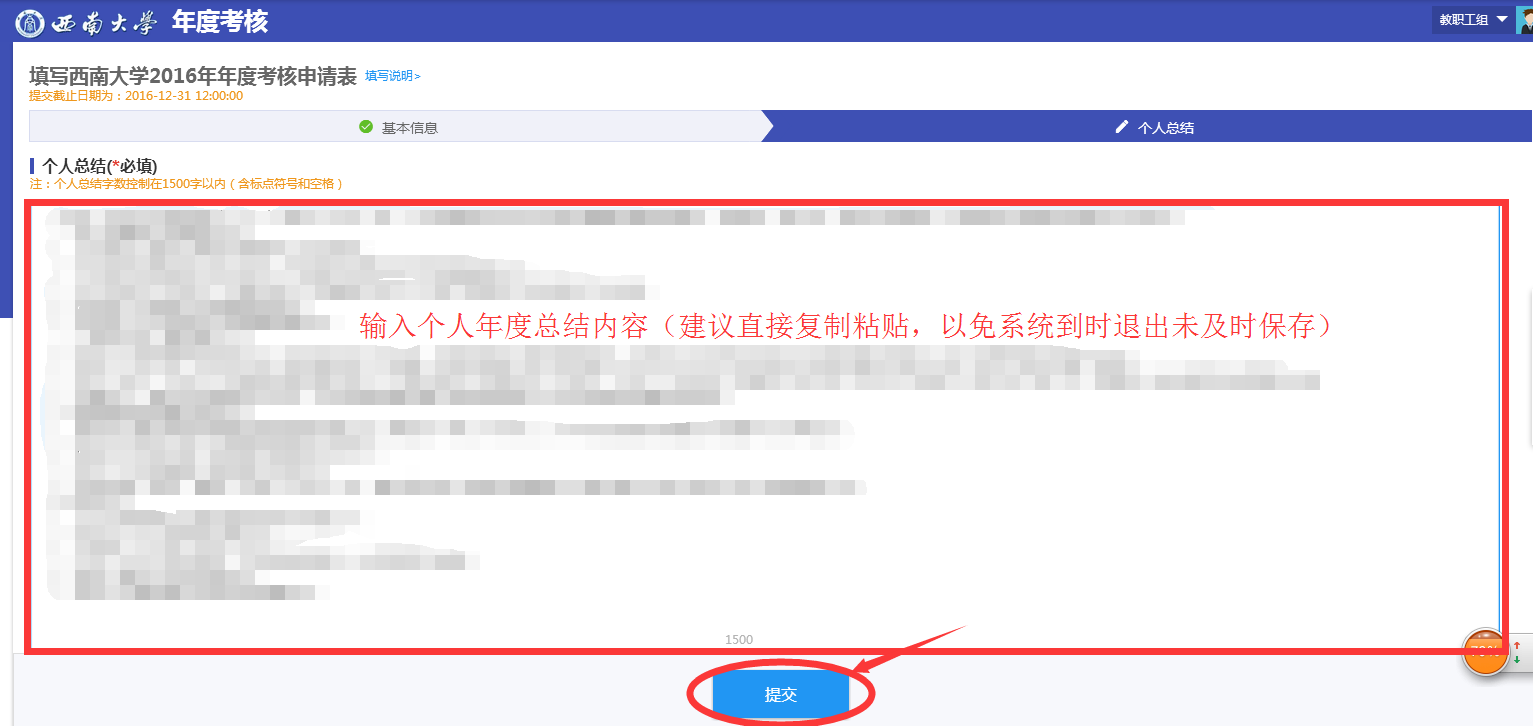 西南大学 年度考核
教职工组
填写西南大学2016年年度考核申请表 填写说明>
提交截止日期为：2016-12-31 12:00:00
基本信息
个人总结
个人总结(*必填)
注：个人总结字数控制在1500字以内（含标点符号和空格）
输入个人年度总结内容（建议直接复制粘贴，以免系统到时退出未及时保存）
1500
提交